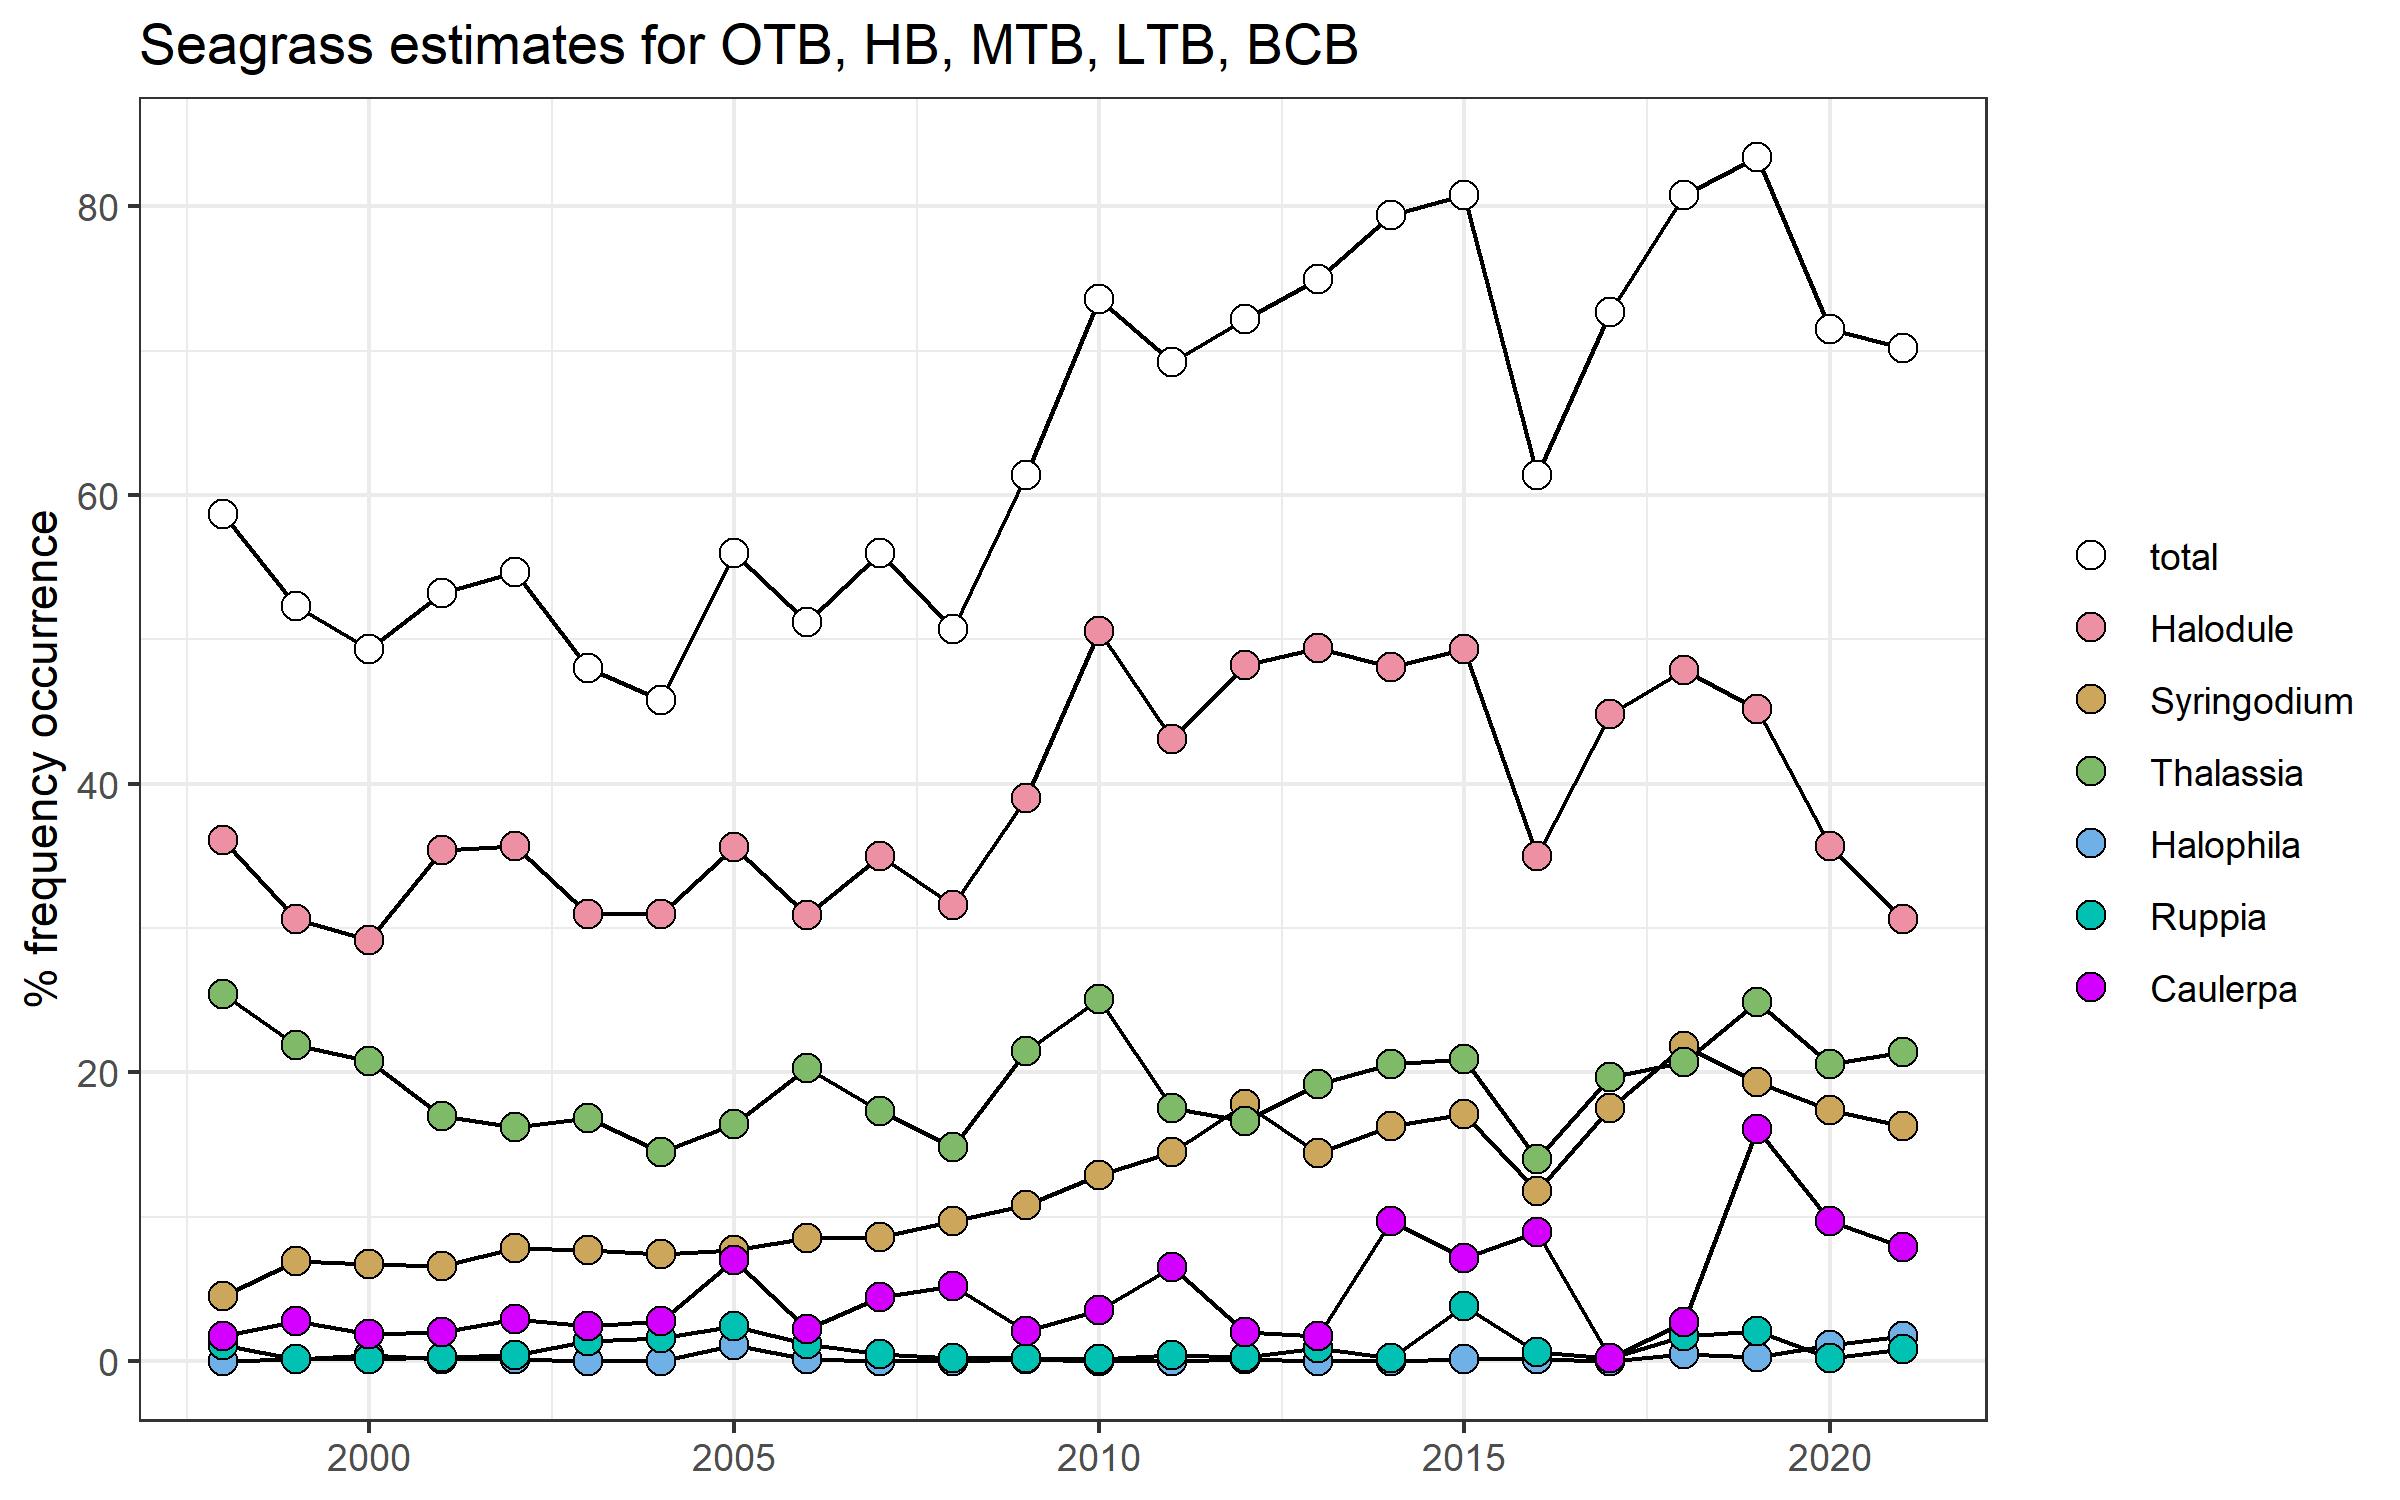 Seagrass estimates for OTB, HB, MTB, LTB, BCB
% frequency occurrence
80
60
40
20
0
2000
2005
2010
2015
2020
total
Halodule
Syringodium
Thalassia
Halophila
Ruppia
Caulerpa